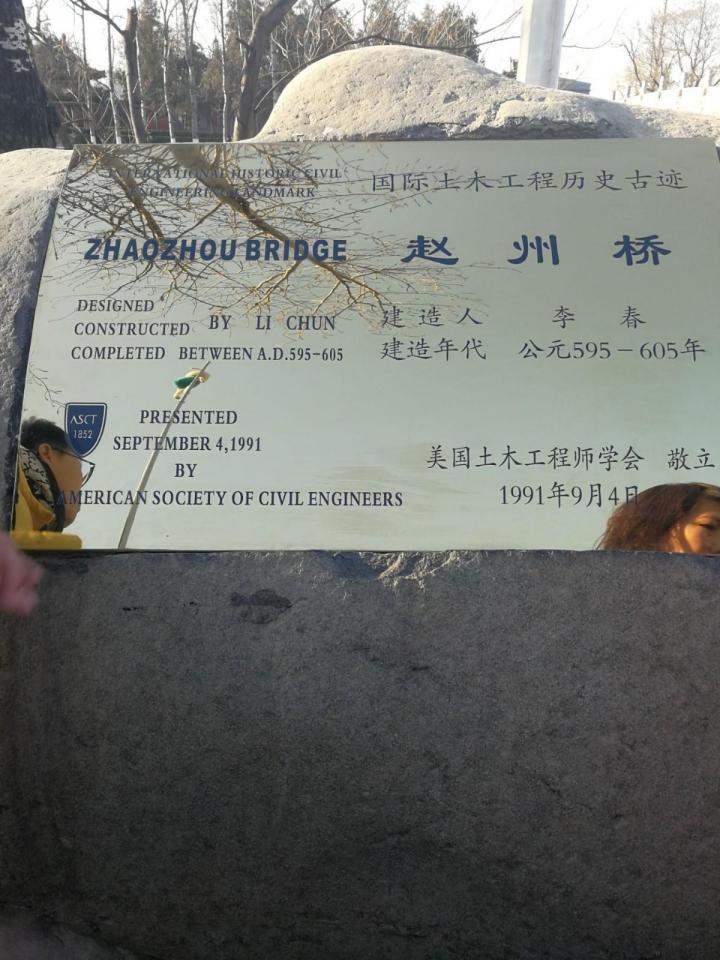 INTERNATIONAL HISTORIC CIVIL
ENGINEERING LANDMARK
国际土木工程历史古迹
ZHAOZHOU BRIDGE
赵州桥
DESIGNED
CONSTRUCTED BY LI CHUN
COMPLETED BETWEEN A.D.595-605
建造人 李春
建造年代 公元595－605年
ASCT
1852
PRESENTED
SEPTEMBER 4,1991
BY
AMERICAN SOCIETY OF CIVIL ENGINEERS
美国土木工程师学会 敬立
1991年9月4日